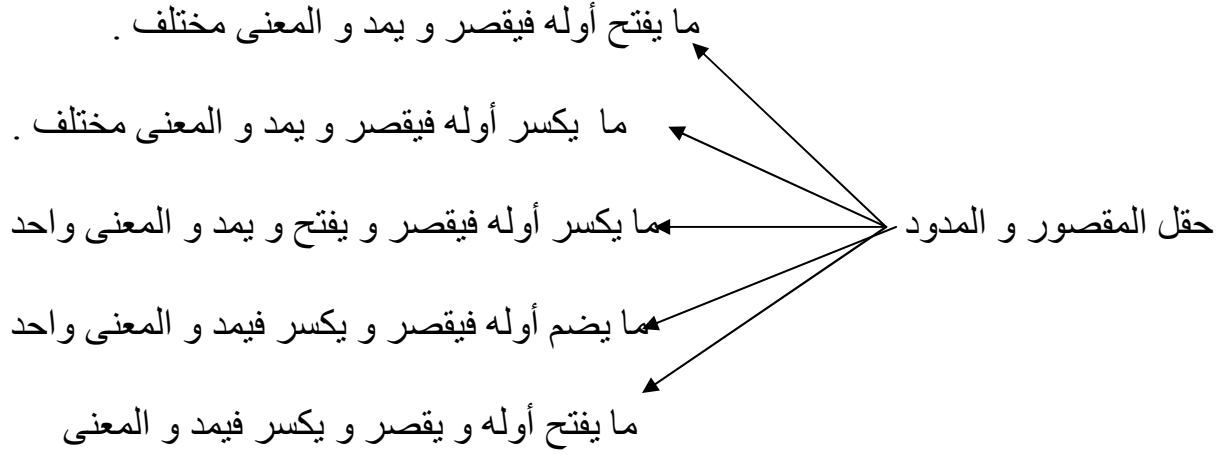 ما يفتح أوله فيقصر و يمد و المعنى مختلف .
ما يكسر أوله فيقصر و يمد و المعنى مختلف .
حقل المقصور و المدود
ما يكسر أوله فيقصر و يفتح و يمد و المعنى واحد
ما يضم أوله فيقصر و يكسر فيمد و المعنى واحد
ما يفتح أوله و يقصر و يكسر فيمد و المعنى